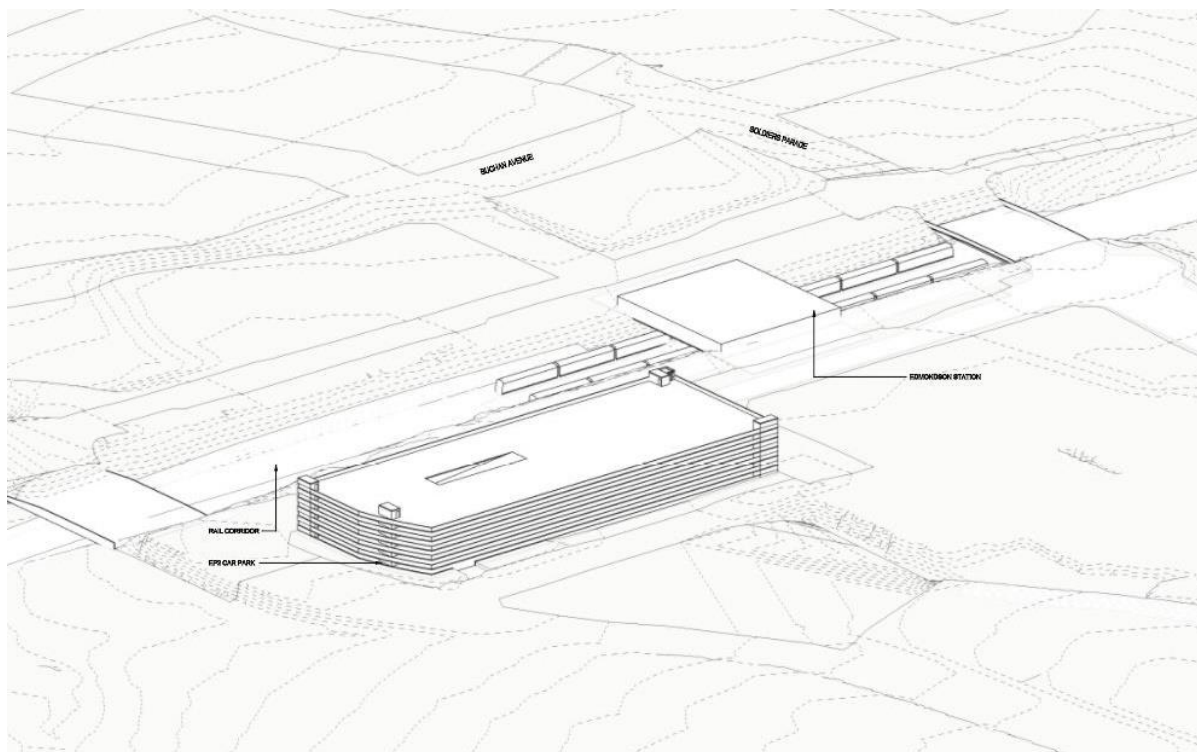 SOLDIERS PARADE
BUCHAN AVENUE
EDMONDSON STATION
RAIL CORRIDOR
EP2 CAR PARK